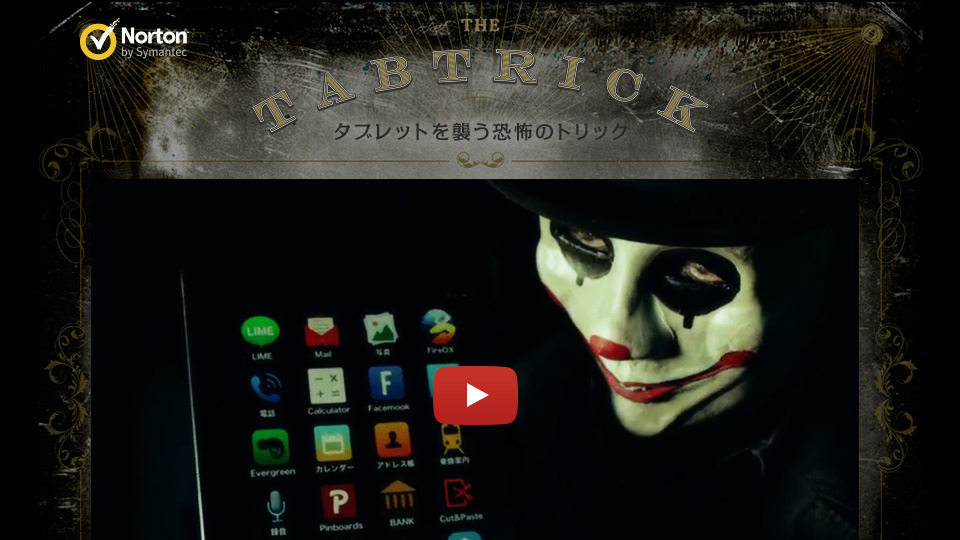 Norton
by Symantec
THE
TABTRICK
タブレットを襲う恐怖のトリック
LIME
LIME
Mail
写真
FireOX
電話
Calculator
F
Facemook
Evergreen
カレンダー
アドレス帳
乗換案内
録音
P
Pinboards
BANK
Cut&Paste